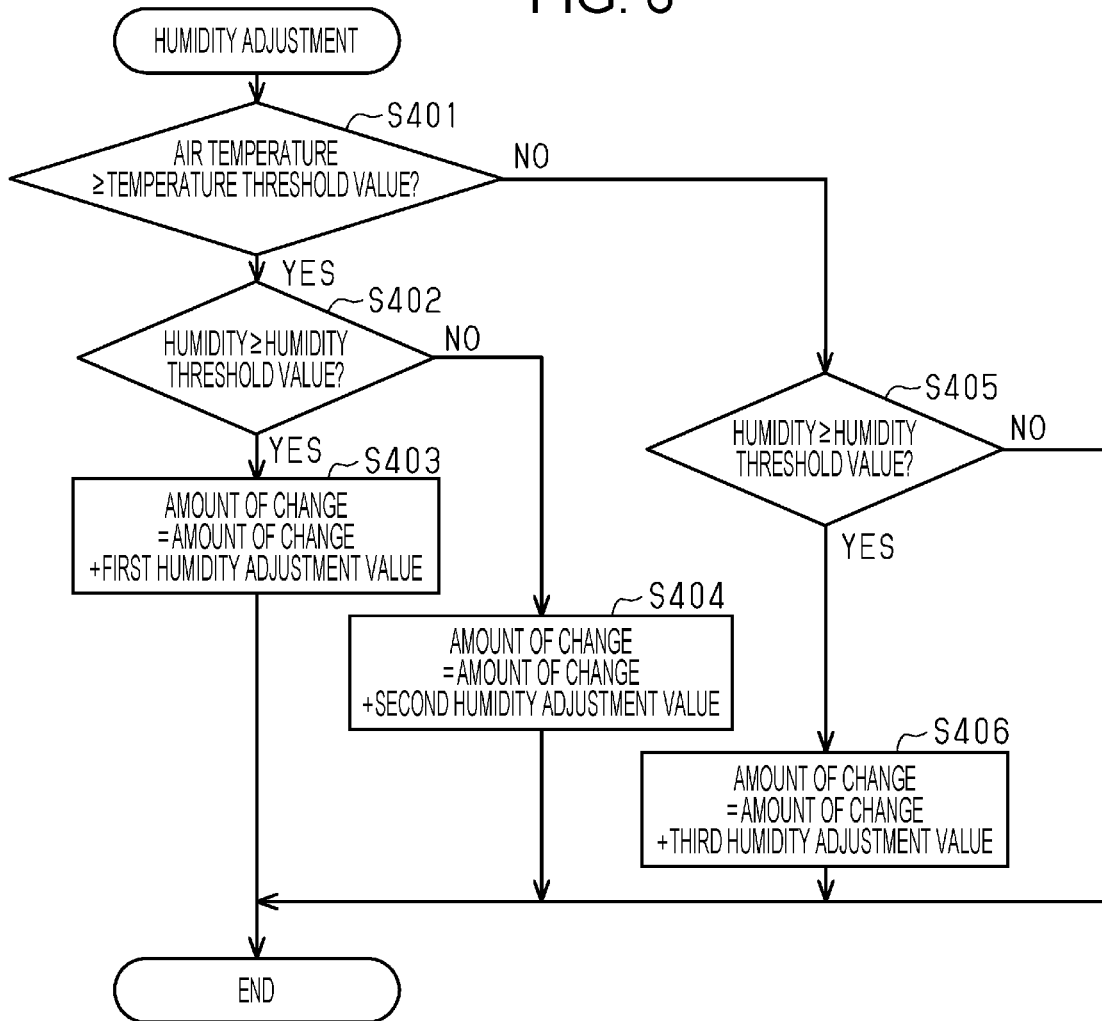 FIG.
HUMIDITY ADJUSTMENT
S401
AIR TEMPERATURE
≥TEMPERATURE THRESHOLD VALUE?
NO
YES
S402
HUMIDITY≥HUMIDITY
THRESHOLD VALUE?
NO
YES
S405
HUMIDITY≥HUMIDITY
THRESHOLD VALUE?
NO
YES
S403
AMOUNT OF CHANGE
=AMOUNT OF CHANGE
+FIRST HUMIDITY ADJUSTMENT VALUE
S404
AMOUNT OF CHANGE
=AMOUNT OF CHANGE
+SECOND HUMIDITY ADJUSTMENT VALUE
S406
AMOUNT OF CHANGE
=AMOUNT OF CHANGE
+THIRD HUMIDITY ADJUSTMENT VALUE
END